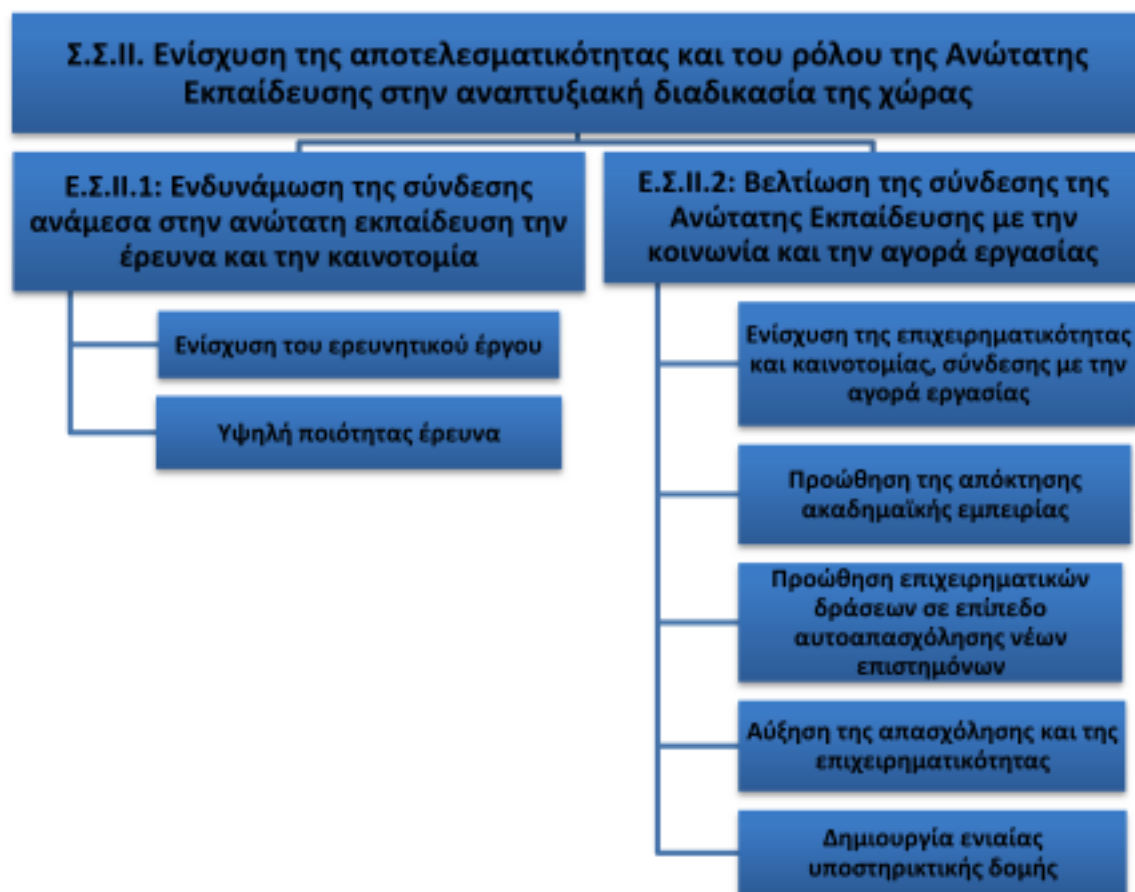 Σ.Σ.ΙΙ. Ενίσχυση της αποτελεσματικότητας και του ρόλου της Ανώτατης
Εκπαίδευσης στην αναπτυξιακή διαδικασία της χώρας
Ε.Σ.ΙΙ.1: Ενδυνάμωση της σύνδεσης
ανάμεσα στην ανώτατη εκπαίδευση την
έρευνα και την καινοτομία
Ενίσχυση του ερευνητικού έργου
Υψηλή ποιότητας έρευνα
Ε.Σ.ΙΙ.2: Βελτίωση της σύνδεσης της
Ανώτατης Εκπαίδευσης με την
κοινωνία και την αγορά εργασίας
Ενίσχυση της επιχειρηματικότητας
και καινοτομίας, σύνδεσης με την
αγορά εργασίας
Προώθηση της απόκτησης
ακαδημαϊκής εμπειρίας
Προώθηση επιχειρηματικών
δράσεων σε επίπεδο
αυτοαπασχόλησης νέων
επιστημόνων
Αύξηση της απασχόλησης και της
επιχειρηματικότητας
Δημιουργία ενιαίας
υποστηρικτικής δομής